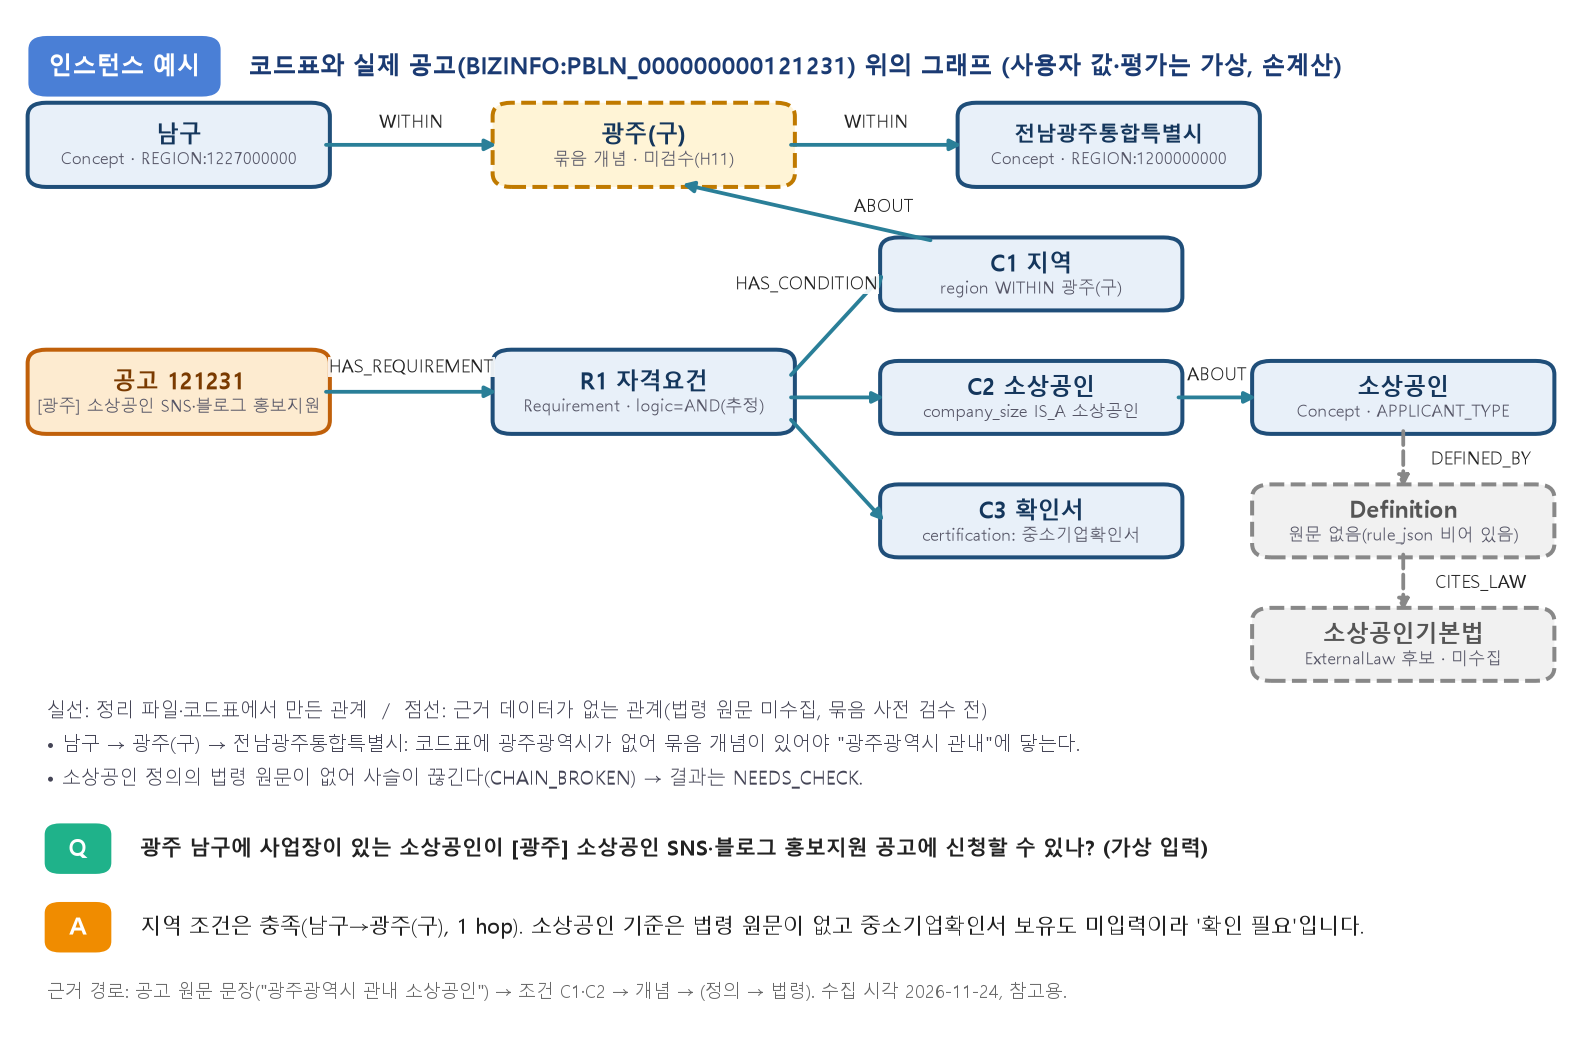 인스턴스 예시
코드표와 실제 공고(BIZINFO:PBLN_000000000121231) 위의 그래프 (사용자 값·평가는 가상, 손계산)
남구
Concept · REGION:1227000000
WITHIN
광주(구)
묶음 개념 · 미검수(H11)
WITHIN
전남광주통합특별시
Concept · REGION:1200000000
ABOUT
C1 지역
region WITHIN 광주(구)
HAS_CONDITION
공고 121231
[광주] 소상공인 SNS·블로그 홍보지원
HAS_REQUIREMENT
R1 자격요건
Requirement · logic=AND(추정)
C2 소상공인
company_size IS_A 소상공인
ABOUT
소상공인
Concept · APPLICANT_TYPE
DEFINED_BY
C3 확인서
certification: 중소기업확인서
Definition
원문 없음(rule_json 비어 있음)
CITES_LAW
소상공인기본법
ExternalLaw 후보 · 미수집
실선: 정리 파일·코드표에서 만든 관계 / 점선: 근거 데이터가 없는 관계(법령 원문 미수집, 묶음 사전 검수 전)
• 남구 → 광주(구) → 전남광주통합특별시: 코드표에 광주광역시가 없어 묶음 개념이 있어야 "광주광역시 관내"에 닿는다.
• 소상공인 정의의 법령 원문이 없어 사슬이 끊긴다(CHAIN_BROKEN) → 결과는 NEEDS_CHECK.
Q
광주 남구에 사업장이 있는 소상공인이 [광주] 소상공인 SNS·블로그 홍보지원 공고에 신청할 수 있나? (가상 입력)
A
지역 조건은 충족(남구→광주(구), 1 hop). 소상공인 기준은 법령 원문이 없고 중소기업확인서 보유도 미입력이라 '확인 필요'입니다.
근거 경로: 공고 원문 문장("광주광역시 관내 소상공인") → 조건 C1·C2 → 개념 → (정의 → 법령). 수집 시각 2026-11-24, 참고용.